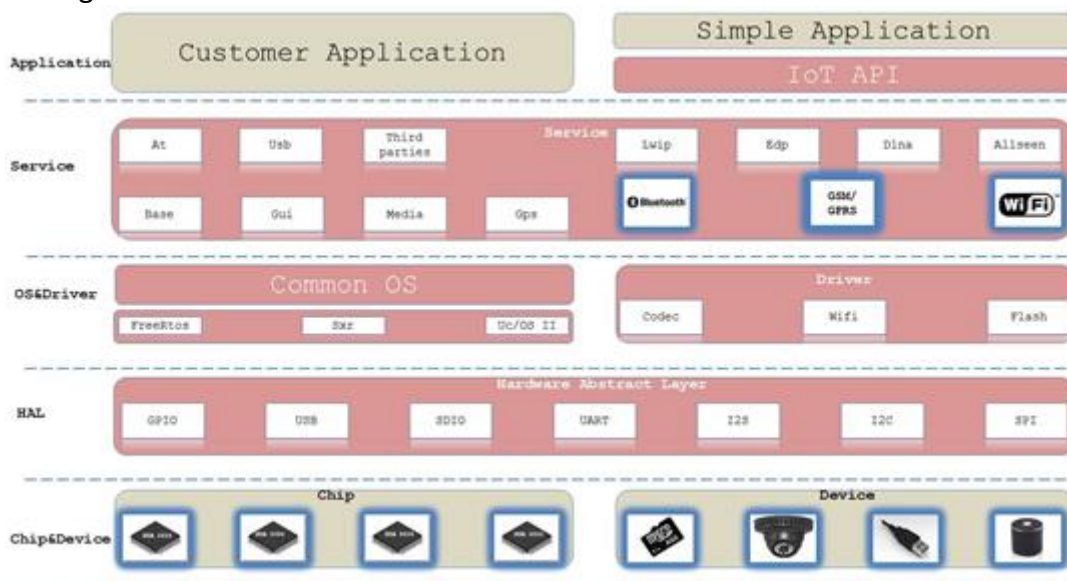 Customer Application
Simple Application
Application
IoT API
Service
At
Usb
Third
parties
Lwip
Edp
Dlna
Allseen
Service
Bluetooth
GSM/
GPRS
WiFi
Base
Gui
Media
Gps
Common OS
Driver
OS&Driver
FreeRtos
Sxr
Uc/OS II
Codec
Wifi
Flash
Hardware Abstract Layer
HAL
GPIO
USB
SDIO
UART
I2S
I2C
SPI
Chip
Device
Chip&Device